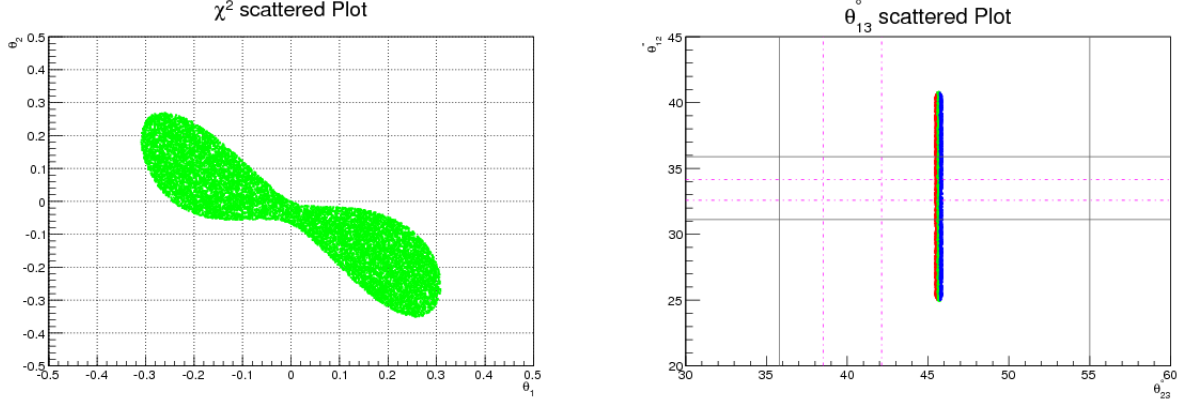 χ² scattered Plot
θ₂
0.5
0.4
0.3
0.2
0.1
0
-0.1
-0.2
-0.3
-0.4
-0.5
-0.5 -0.4 -0.3 -0.2 -0.1 0 0.1 0.2 0.3 0.4 0.5
θ₁
θ°₁₃ scattered Plot
θ°₁₂
45
40
35
30
25
20
30 35 40 45 50 55 60
θ°₂₃